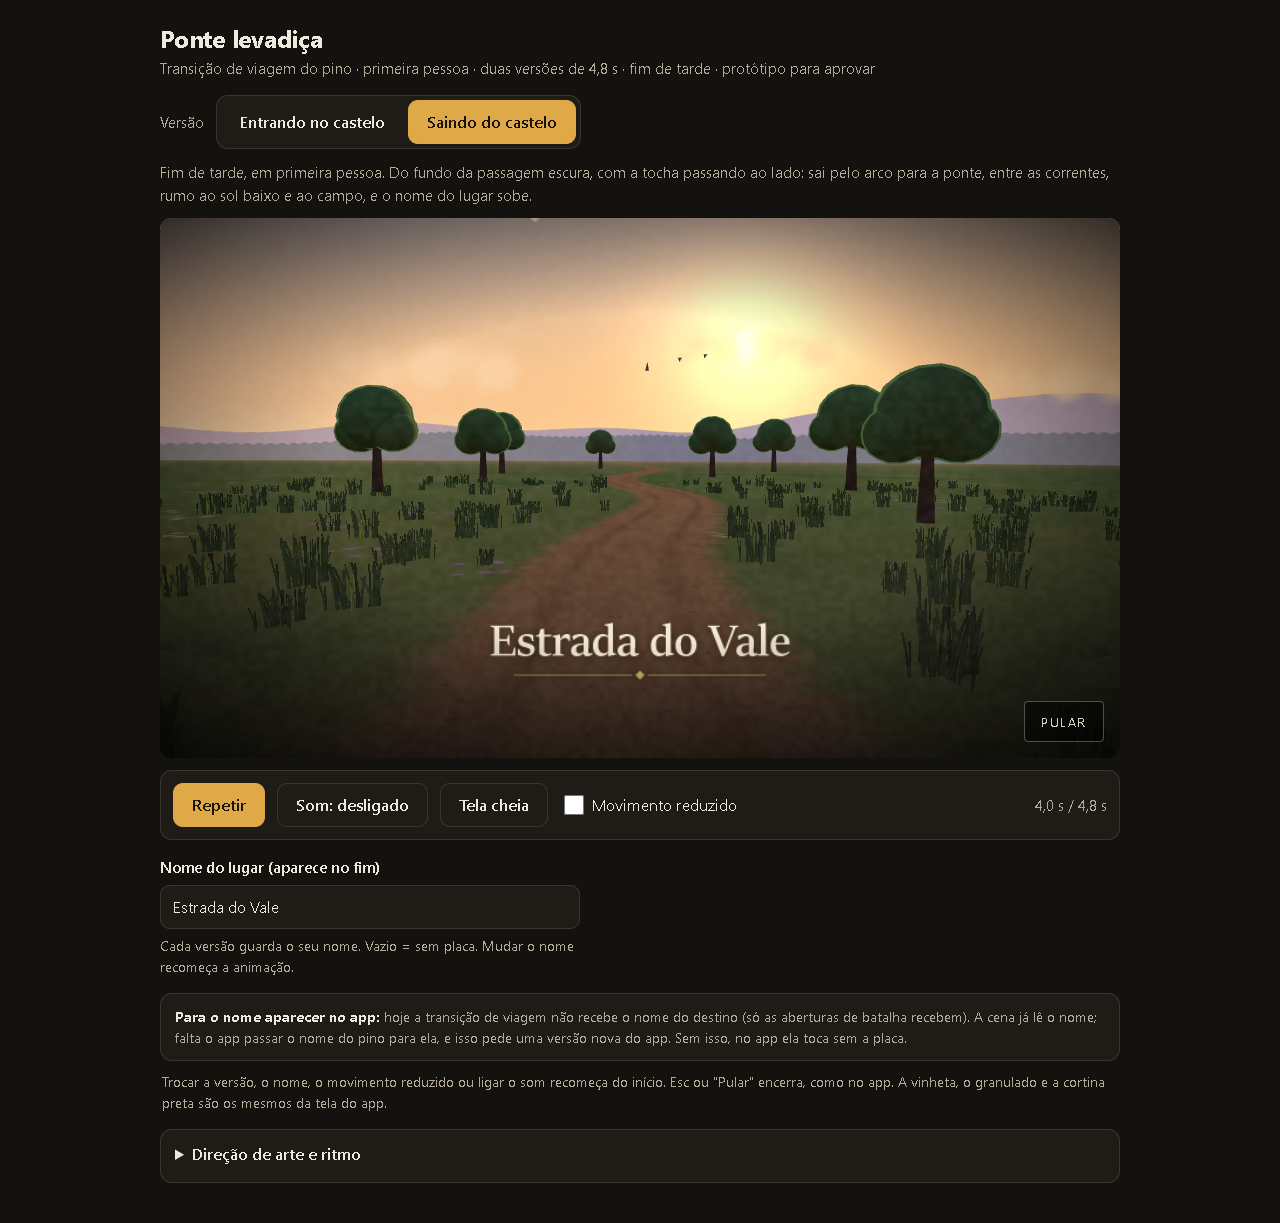 Ponte levadiça
Transição de viagem do pino · primeira pessoa · duas versões de 4,8 s · fim de tarde · protótipo para aprovar
Versão
Entrando no castelo
Saindo do castelo
Fim de tarde, em primeira pessoa. Do fundo da passagem escura, com a tocha passando ao lado: sai pelo arco para a ponte, entre as correntes,
rumo ao sol baixo e ao campo, e o nome do lugar sobe.
Estrada do Vale
PULAR
Repetir
Som: desligado
Tela cheia
Movimento reduzido
4,0 s / 4,8 s
Nome do lugar (aparece no fim)
Estrada do Vale
Cada versão guarda o seu nome. Vazio = sem placa. Mudar o nome
recomeça a animação.
Para o nome aparecer no app: hoje a transição de viagem não recebe o nome do destino (só as aberturas de batalha recebem). A cena já lê o nome;
falta o app passar o nome do pino para ela, e isso pede uma versão nova do app. Sem isso, no app ela toca sem a placa.
Trocar a versão, o nome, o movimento reduzido ou ligar o som recomeça do início. Esc ou "Pular" encerra, como no app. A vinheta, o granulado e a cortina
preta são os mesmos da tela do app.
Direção de arte e ritmo